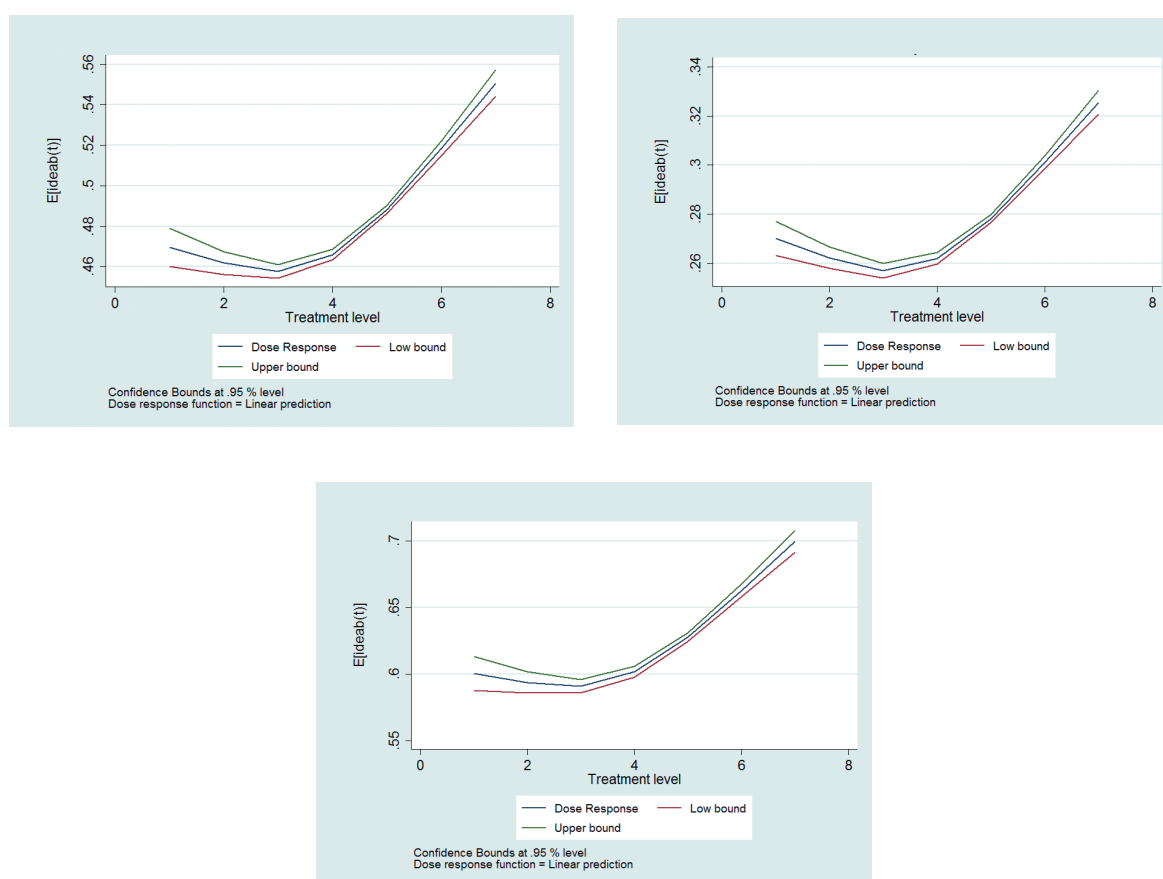 E[ideab(t)]
.56
.54
.52
.5
.48
.46
0 2 4 6 8
Treatment level
Dose Response Low bound
Upper bound
Confidence Bounds at .95 % level
Dose response function = Linear prediction
E[ideab(t)]
.34
.32
.3
.28
.26
0 2 4 6 8
Treatment level
Dose Response Low bound
Upper bound
Confidence Bounds at .95 % level
Dose response function = Linear prediction
E[ideab(t)]
.7
.65
.6
.55
0 2 4 6 8
Treatment level
Dose Response Low bound
Upper bound
Confidence Bounds at .95 % level
Dose response function = Linear prediction